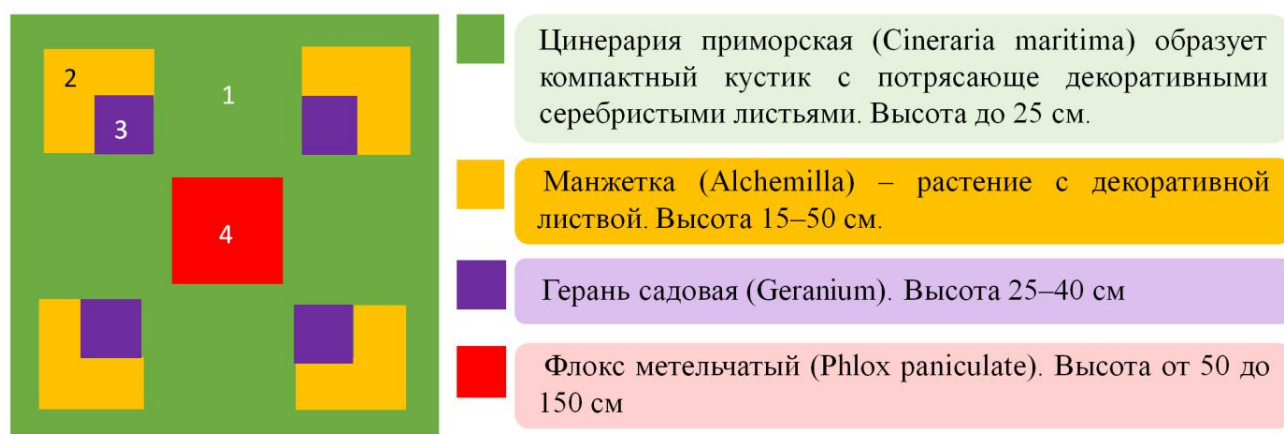 2
1
3
4
Цинерария приморская (Cineraria maritima) образует
компактный кустик с потрясающе декоративными
серебристыми листьями. Высота до 25 см.
Манжетка (Alchemilla) – растение с декоративной
листвой. Высота 15–50 см.
Герань садовая (Geranium). Высота 25–40 см
Флокс метельчатый (Phlox paniculate). Высота от 50 до
150 см